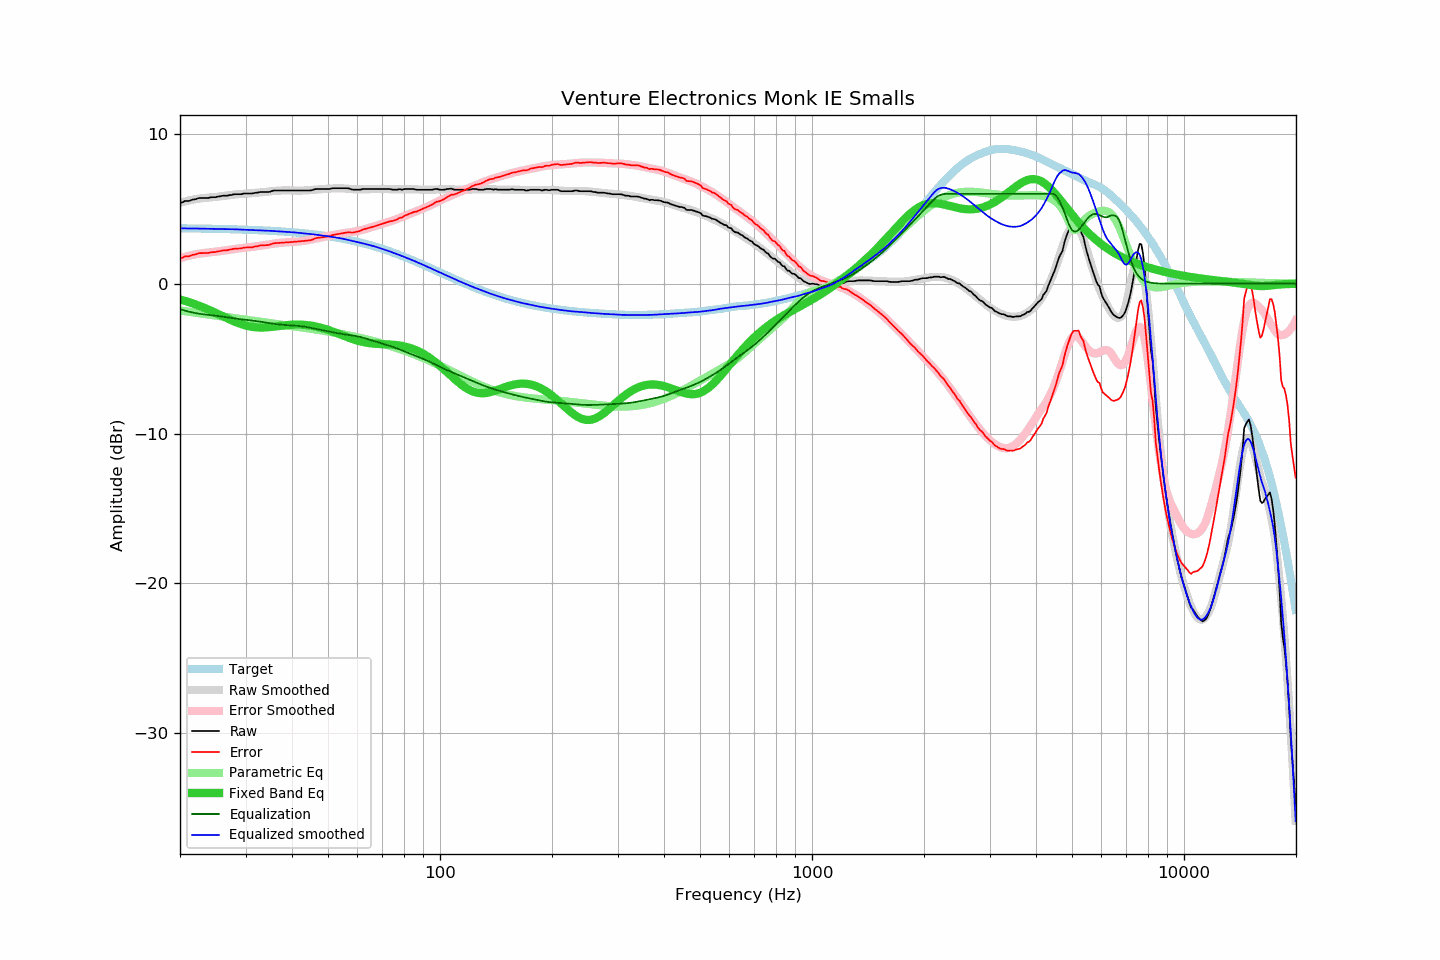 Venture Electronics Monk IE Smalls
10
0
−10
−20
−30
Amplitude (dBr)
Target
Raw Smoothed
Error Smoothed
Raw
Error
Parametric Eq
Fixed Band Eq
Equalization
Equalized smoothed
100
1000
10000
Frequency (Hz)